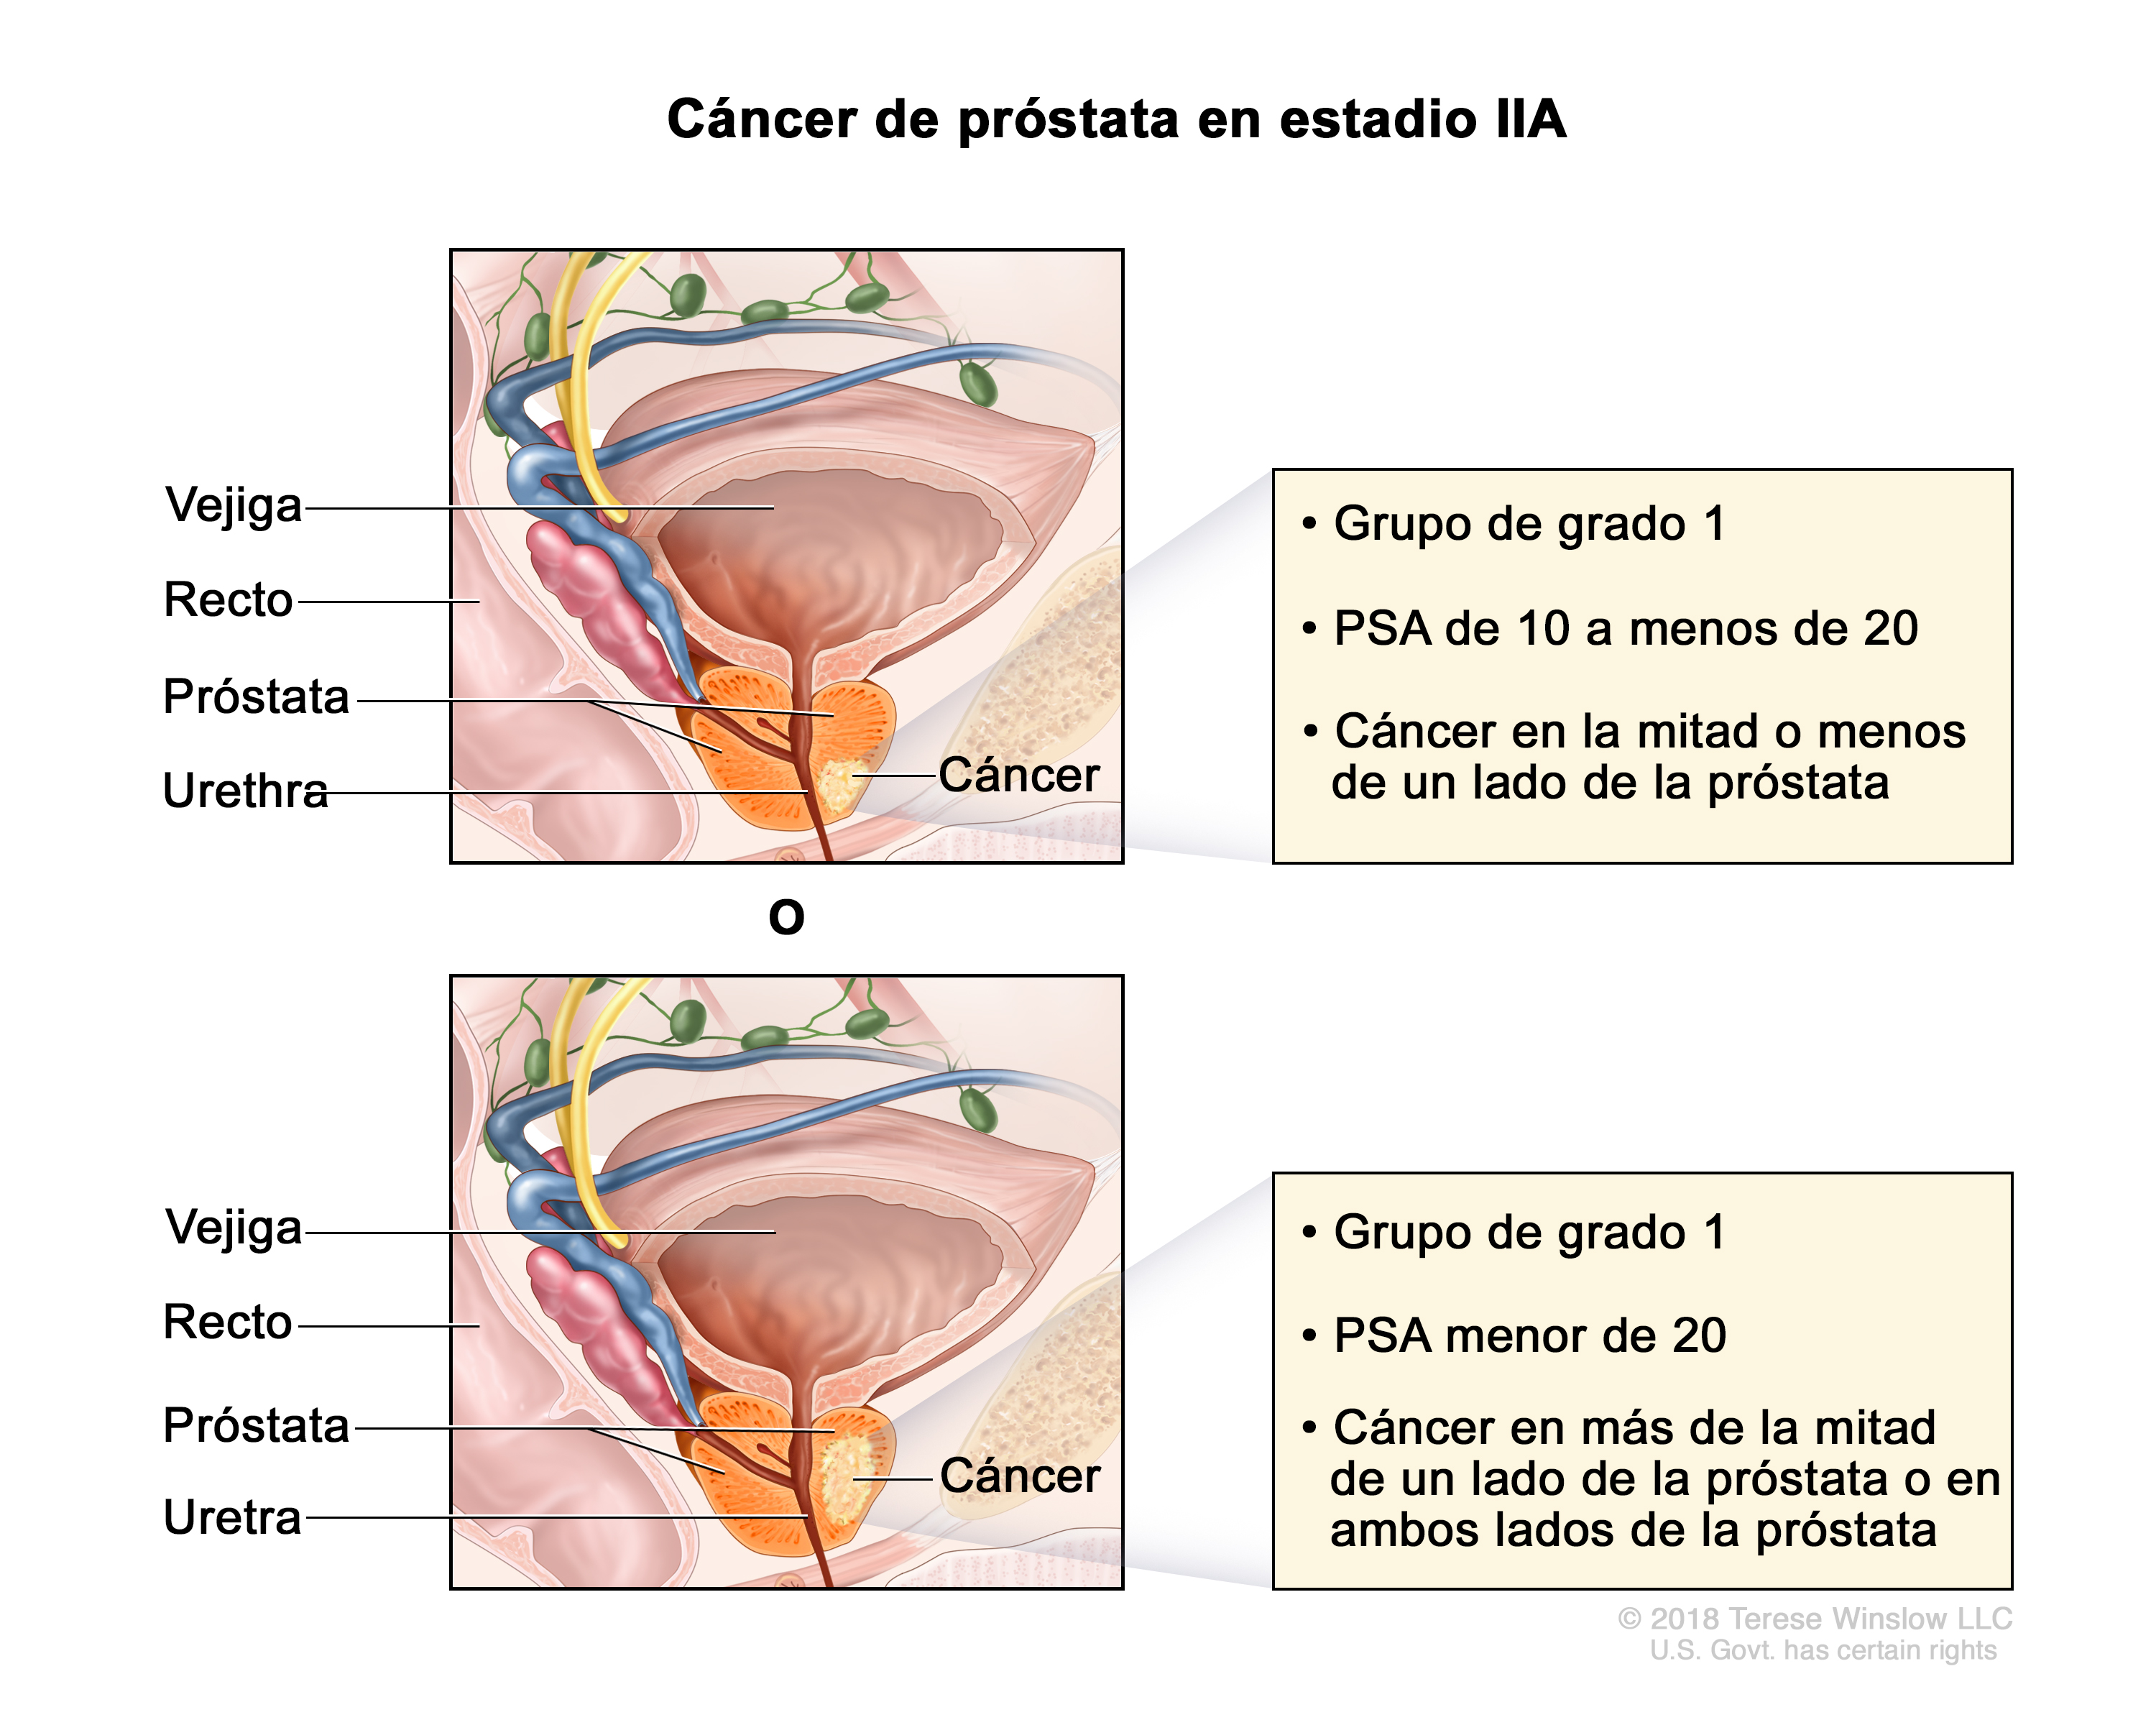 Cáncer de próstata en estadio IIA
Vejiga
Recto
Próstata
Urethra
Cáncer
• Grupo de grado 1
• PSA de 10 a menos de 20
• Cáncer en la mitad o menos
de un lado de la próstata
O
Vejiga
Recto
Próstata
Uretra
Cáncer
• Grupo de grado 1
• PSA menor de 20
• Cáncer en más de la mitad
de un lado de la próstata o en
ambos lados de la próstata
© 2018 Terese Winslow LLC
U.S. Govt. has certain rights